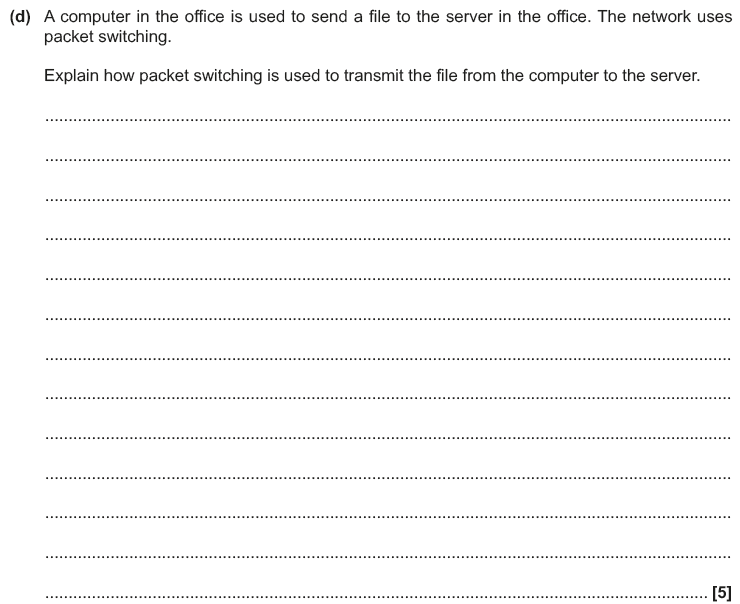 (d) A computer in the office is used to send a file to the server in the office. The network uses
packet switching.
Explain how packet switching is used to transmit the file from the computer to the server.
[5]